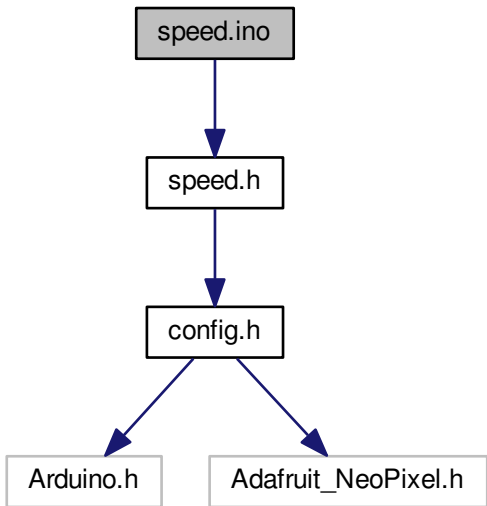 speed.ino
speed.h
config.h
Arduino.h
Adafruit_NeoPixel.h